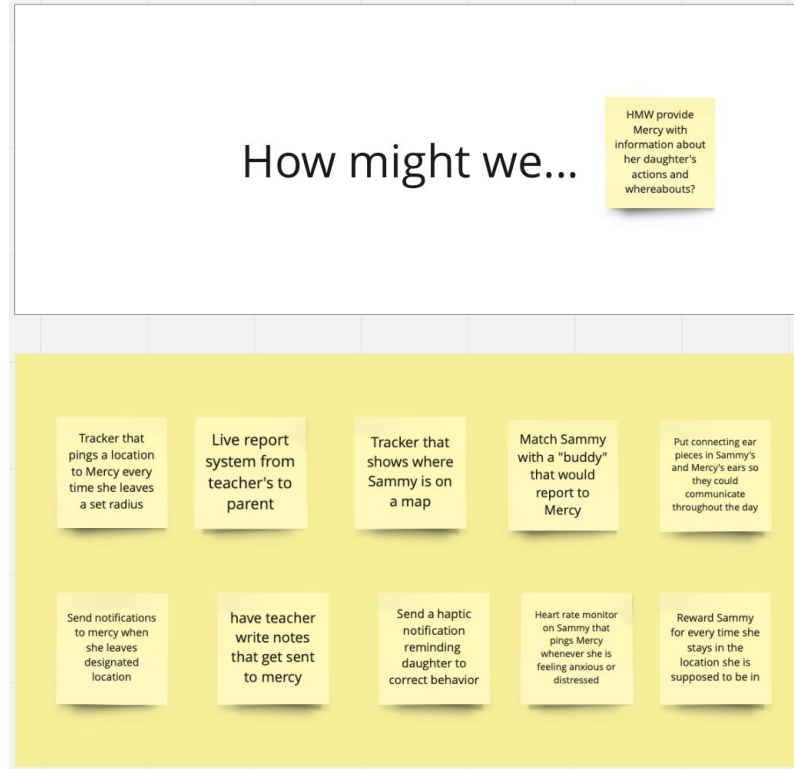 How might we...
HMW provide
Mercy with
information about
her daughter's
actions and
whereabouts?
Tracker that
pings a location
to Mercy every
time she leaves
a set radius
Live report
system from
teacher's to
parent
Tracker that
shows where
Sammy is on
a map
Match Sammy
with a "buddy"
that would
report to
Mercy
Put connecting ear
pieces in Sammy's
and Mercy's ears so
they could
communicate
throughout the day
Send notifications
to mercy when
she leaves
designated
location
have teacher
write notes
that get sent
to mercy
Send a haptic
notification
reminding
daughter to
correct behavior
Heart rate monitor
on Sammy that
pings Mercy
whenever she is
feeling anxious or
distressed
Reward Sammy
for every time she
stays in the
location she is
supposed to be in